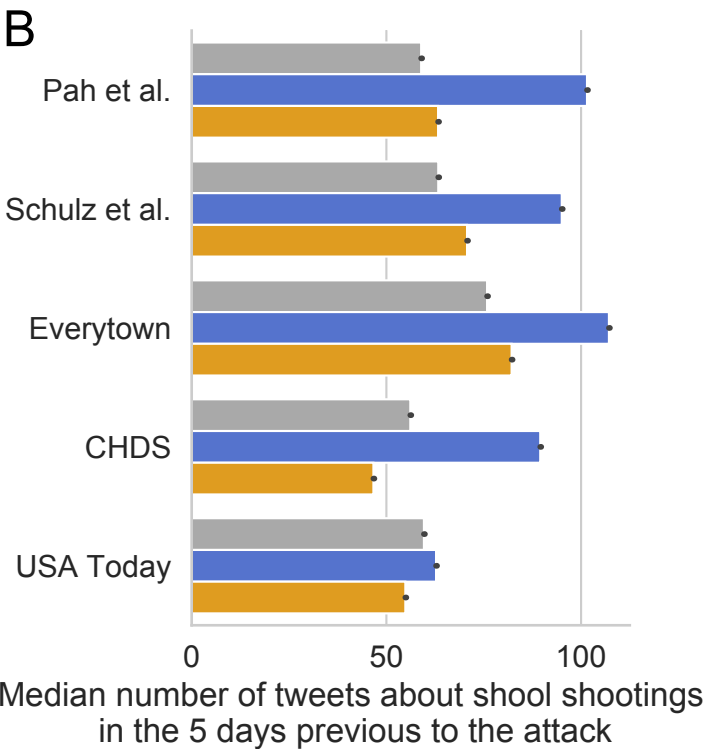 B
Pah et al.
Schulz et al.
Everytown
CHDS
USA Today
0 50 100
Median number of tweets about shool shootings
in the 5 days previous to the attack